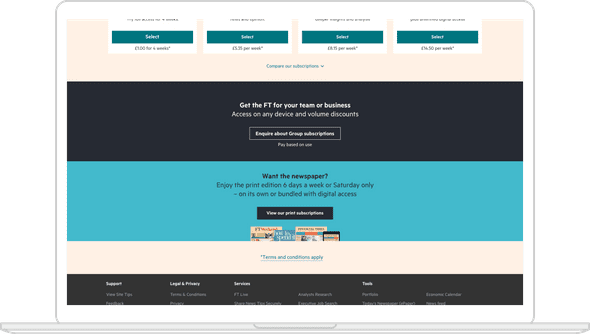 Select Select Select Select
£1.00 for 4 weeks* £5.35 per week* £8.15 per week* £14.50 per week*
Compare our subscriptions
Get the FT for your team or business
Access on any device and volume discounts
Enquire about Group subscriptions
Pay based on use
Want the newspaper?
Enjoy the print edition 6 days a week or Saturday only
– on its own or bundled with digital access
View our print subscriptions
*Terms and conditions apply
Support Legal & Privacy Services Tools
View Site Tips Terms & Conditions FT Live Analysts Research Portfolio Economic Calendar
Feedback Privacy Share News Tips Securely Executive Job Search Today's Newspaper (ePaper) News feed